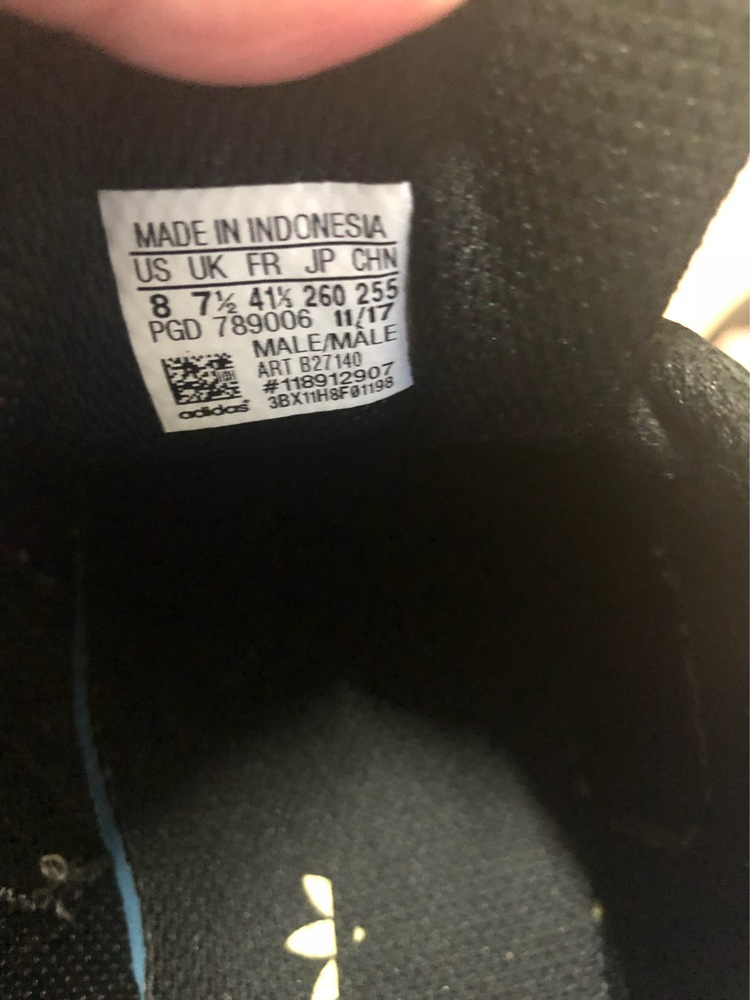 MADE IN INDONESIA
US UK FR JP CHN
8 7½ 41⅓ 260 255
PGD 789006 11/17
MALE/MÂLE
ART B27140
#118912907
3BX11H8F01198
adidas